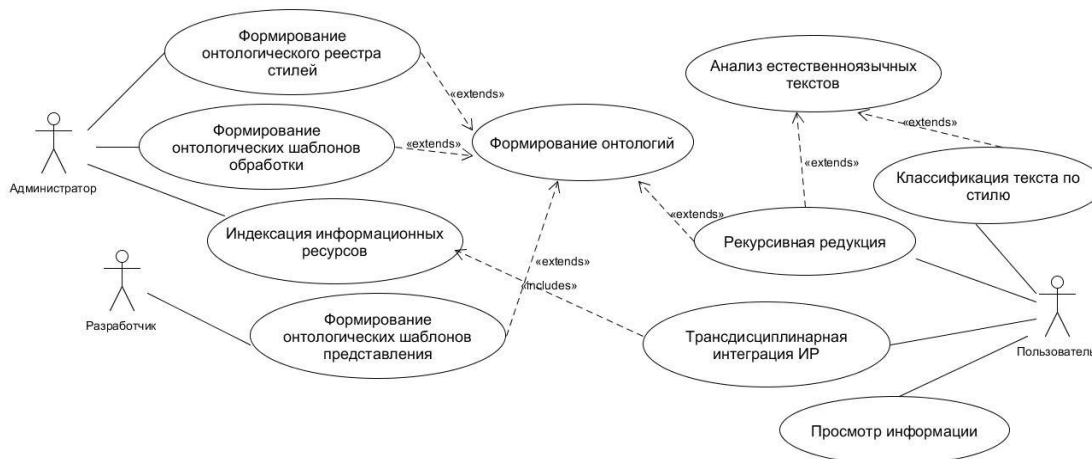 Формирование
онтологического реестра
стилей
Анализ естественноязычных
текстов
«extends»
«extends»
Формирование
онтологических шаблонов
обработки
«extends»
Формирование онтологий
Администратор
«extends»
Классификация текста по
стилю
Индексация информационных
ресурсов
«extends»
Рекурсивная редукция
«extends»
«includes»
Разработчик
Формирование
онтологических шаблонов
представления
Трансдисциплинарная
интеграция ИР
Пользователь
Просмотр информации